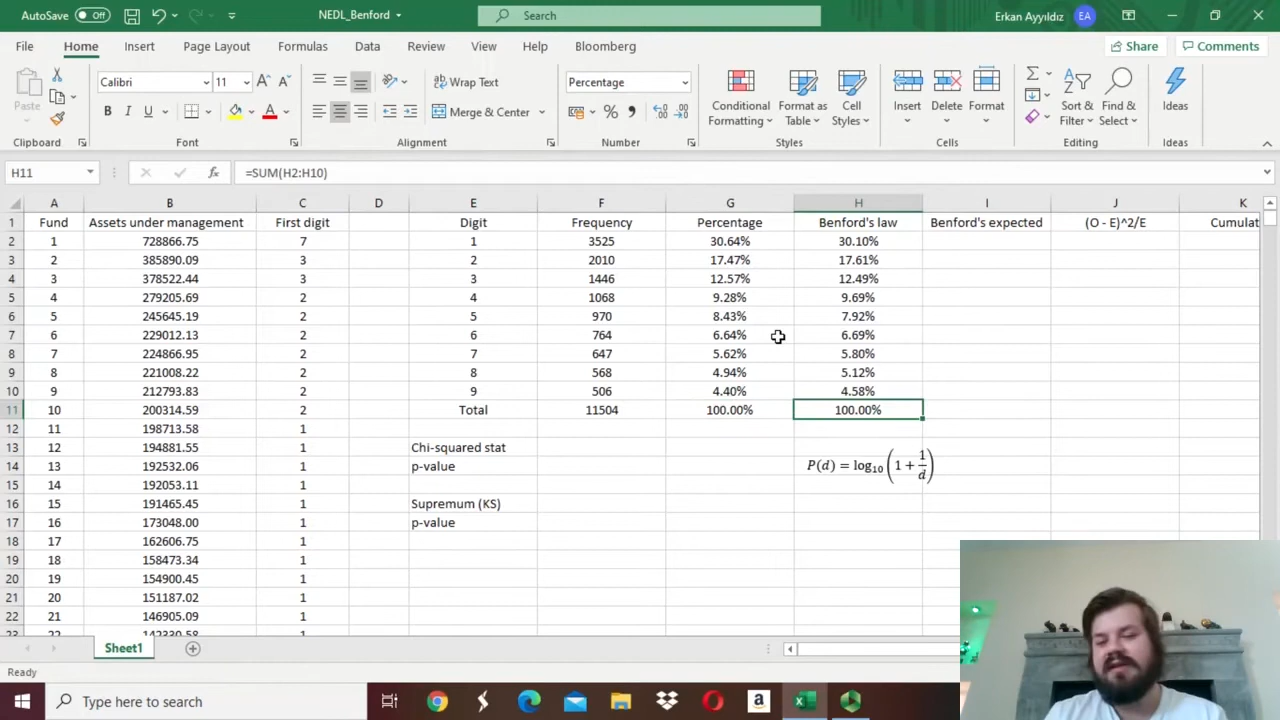 AutoSave Off NEDL_Benford Search Erkan Ayyıldız EA
File Home Insert Page Layout Formulas Data Review View Help Bloomberg Share Comments
Paste Calibri 11 Wrap Text Percentage Conditional Formatting Format as Table Cell Styles Insert Delete Format Sort & Filter Find & Select Ideas
B I U A Merge & Center % ,
Clipboard Font Alignment Number Styles Cells Editing Ideas
H11 fx =SUM(H2:H10)
A B C D E F G H I J K
1 Fund Assets under management First digit Digit Frequency Percentage Benford's law Benford's expected (O - E)^2/E Cumulat
2 1 728866.75 7 1 3525 30.64% 30.10%
3 2 385890.09 3 2 2010 17.47% 17.61%
4 3 378522.44 3 3 1446 12.57% 12.49%
5 4 279205.69 2 4 1068 9.28% 9.69%
6 5 245645.19 2 5 970 8.43% 7.92%
7 6 229012.13 2 6 764 6.64% 6.69%
8 7 224866.95 2 7 647 5.62% 5.80%
9 8 221008.22 2 8 568 4.94% 5.12%
10 9 212793.83 2 9 506 4.40% 4.58%
11 10 200314.59 2 Total 11504 100.00% 100.00%
12 11 198713.58 1
13 12 194881.55 1 Chi-squared stat
14 13 192532.06 1 p-value P(d) = log₁₀(1 + 1/d)
15 14 192053.11 1
16 15 191465.45 1 Supremum (KS)
17 16 173048.00 1 p-value
18 17 162606.75 1
19 18 158473.34 1
20 19 154900.45 1
21 20 151187.02 1
22 21 146905.09 1
23 22 142330.58 1
Sheet1
Ready
Type here to search